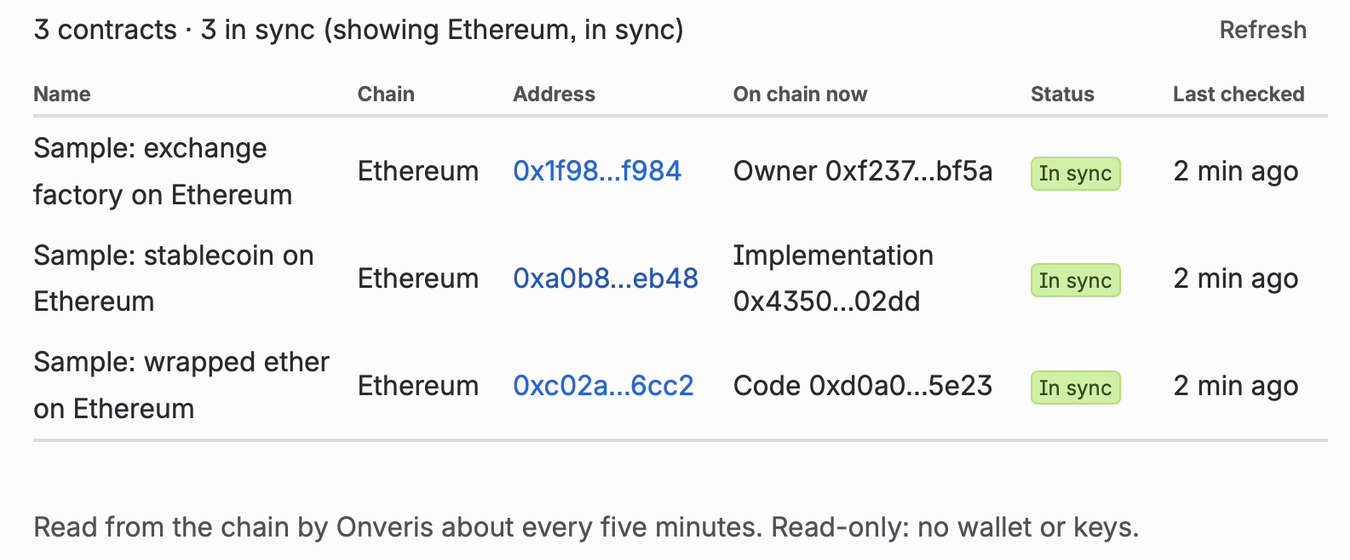 3 contracts · 3 in sync (showing Ethereum, in sync)
Refresh
Name Chain Address On chain now Status Last checked
Sample: exchange
factory on Ethereum
Ethereum 0x1f98...f984 Owner 0xf237...bf5a In sync 2 min ago
Sample: stablecoin on
Ethereum
Ethereum 0xa0b8...eb48
Implementation
0x4350...02dd
In sync 2 min ago
Sample: wrapped ether
on Ethereum
Ethereum 0xc02a...6cc2 Code 0xd0a0...5e23 In sync 2 min ago
Read from the chain by Onveris about every five minutes. Read-only: no wallet or keys.